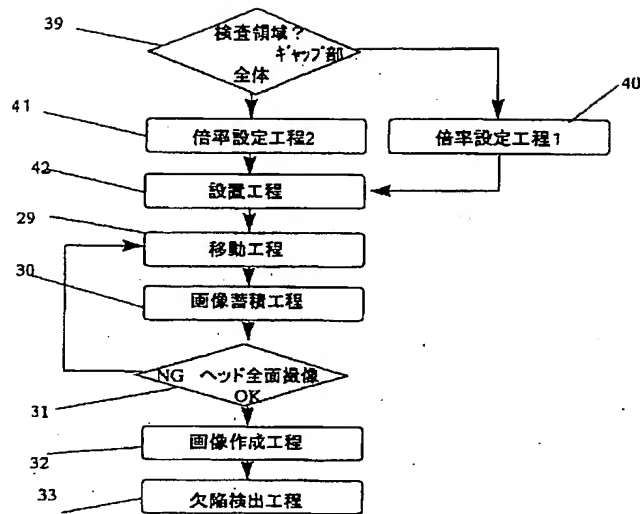 39
検査領域？
ギャップ部
全体
40
41
倍率設定工程2
倍率設定工程1
42
設置工程
29
移動工程
30
画像蓄積工程
NG ヘッド全面撮像
OK
31
画像作成工程
32
33
欠陥検出工程